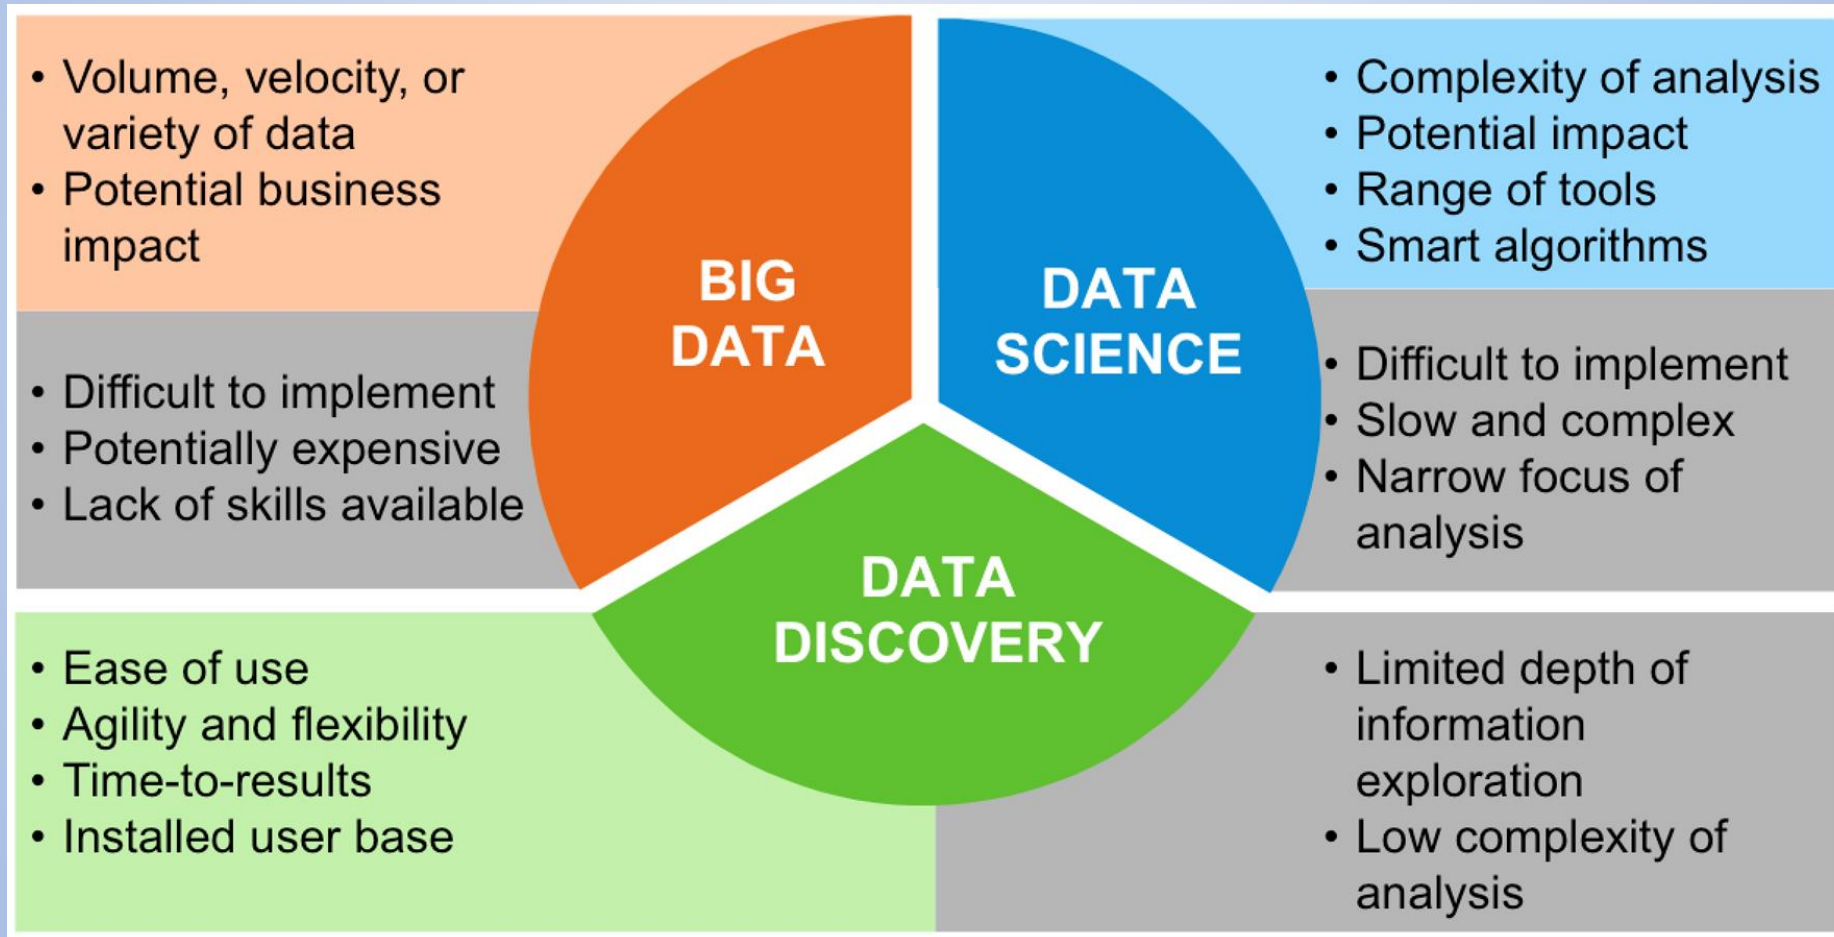 • Volume, velocity, or
variety of data
• Potential business
impact
• Difficult to implement
• Potentially expensive
• Lack of skills available
BIG
DATA
DATA
SCIENCE
• Complexity of analysis
• Potential impact
• Range of tools
• Smart algorithms
• Difficult to implement
• Slow and complex
• Narrow focus of
analysis
DATA
DISCOVERY
• Ease of use
• Agility and flexibility
• Time-to-results
• Installed user base
• Limited depth of
information
exploration
• Low complexity of
analysis